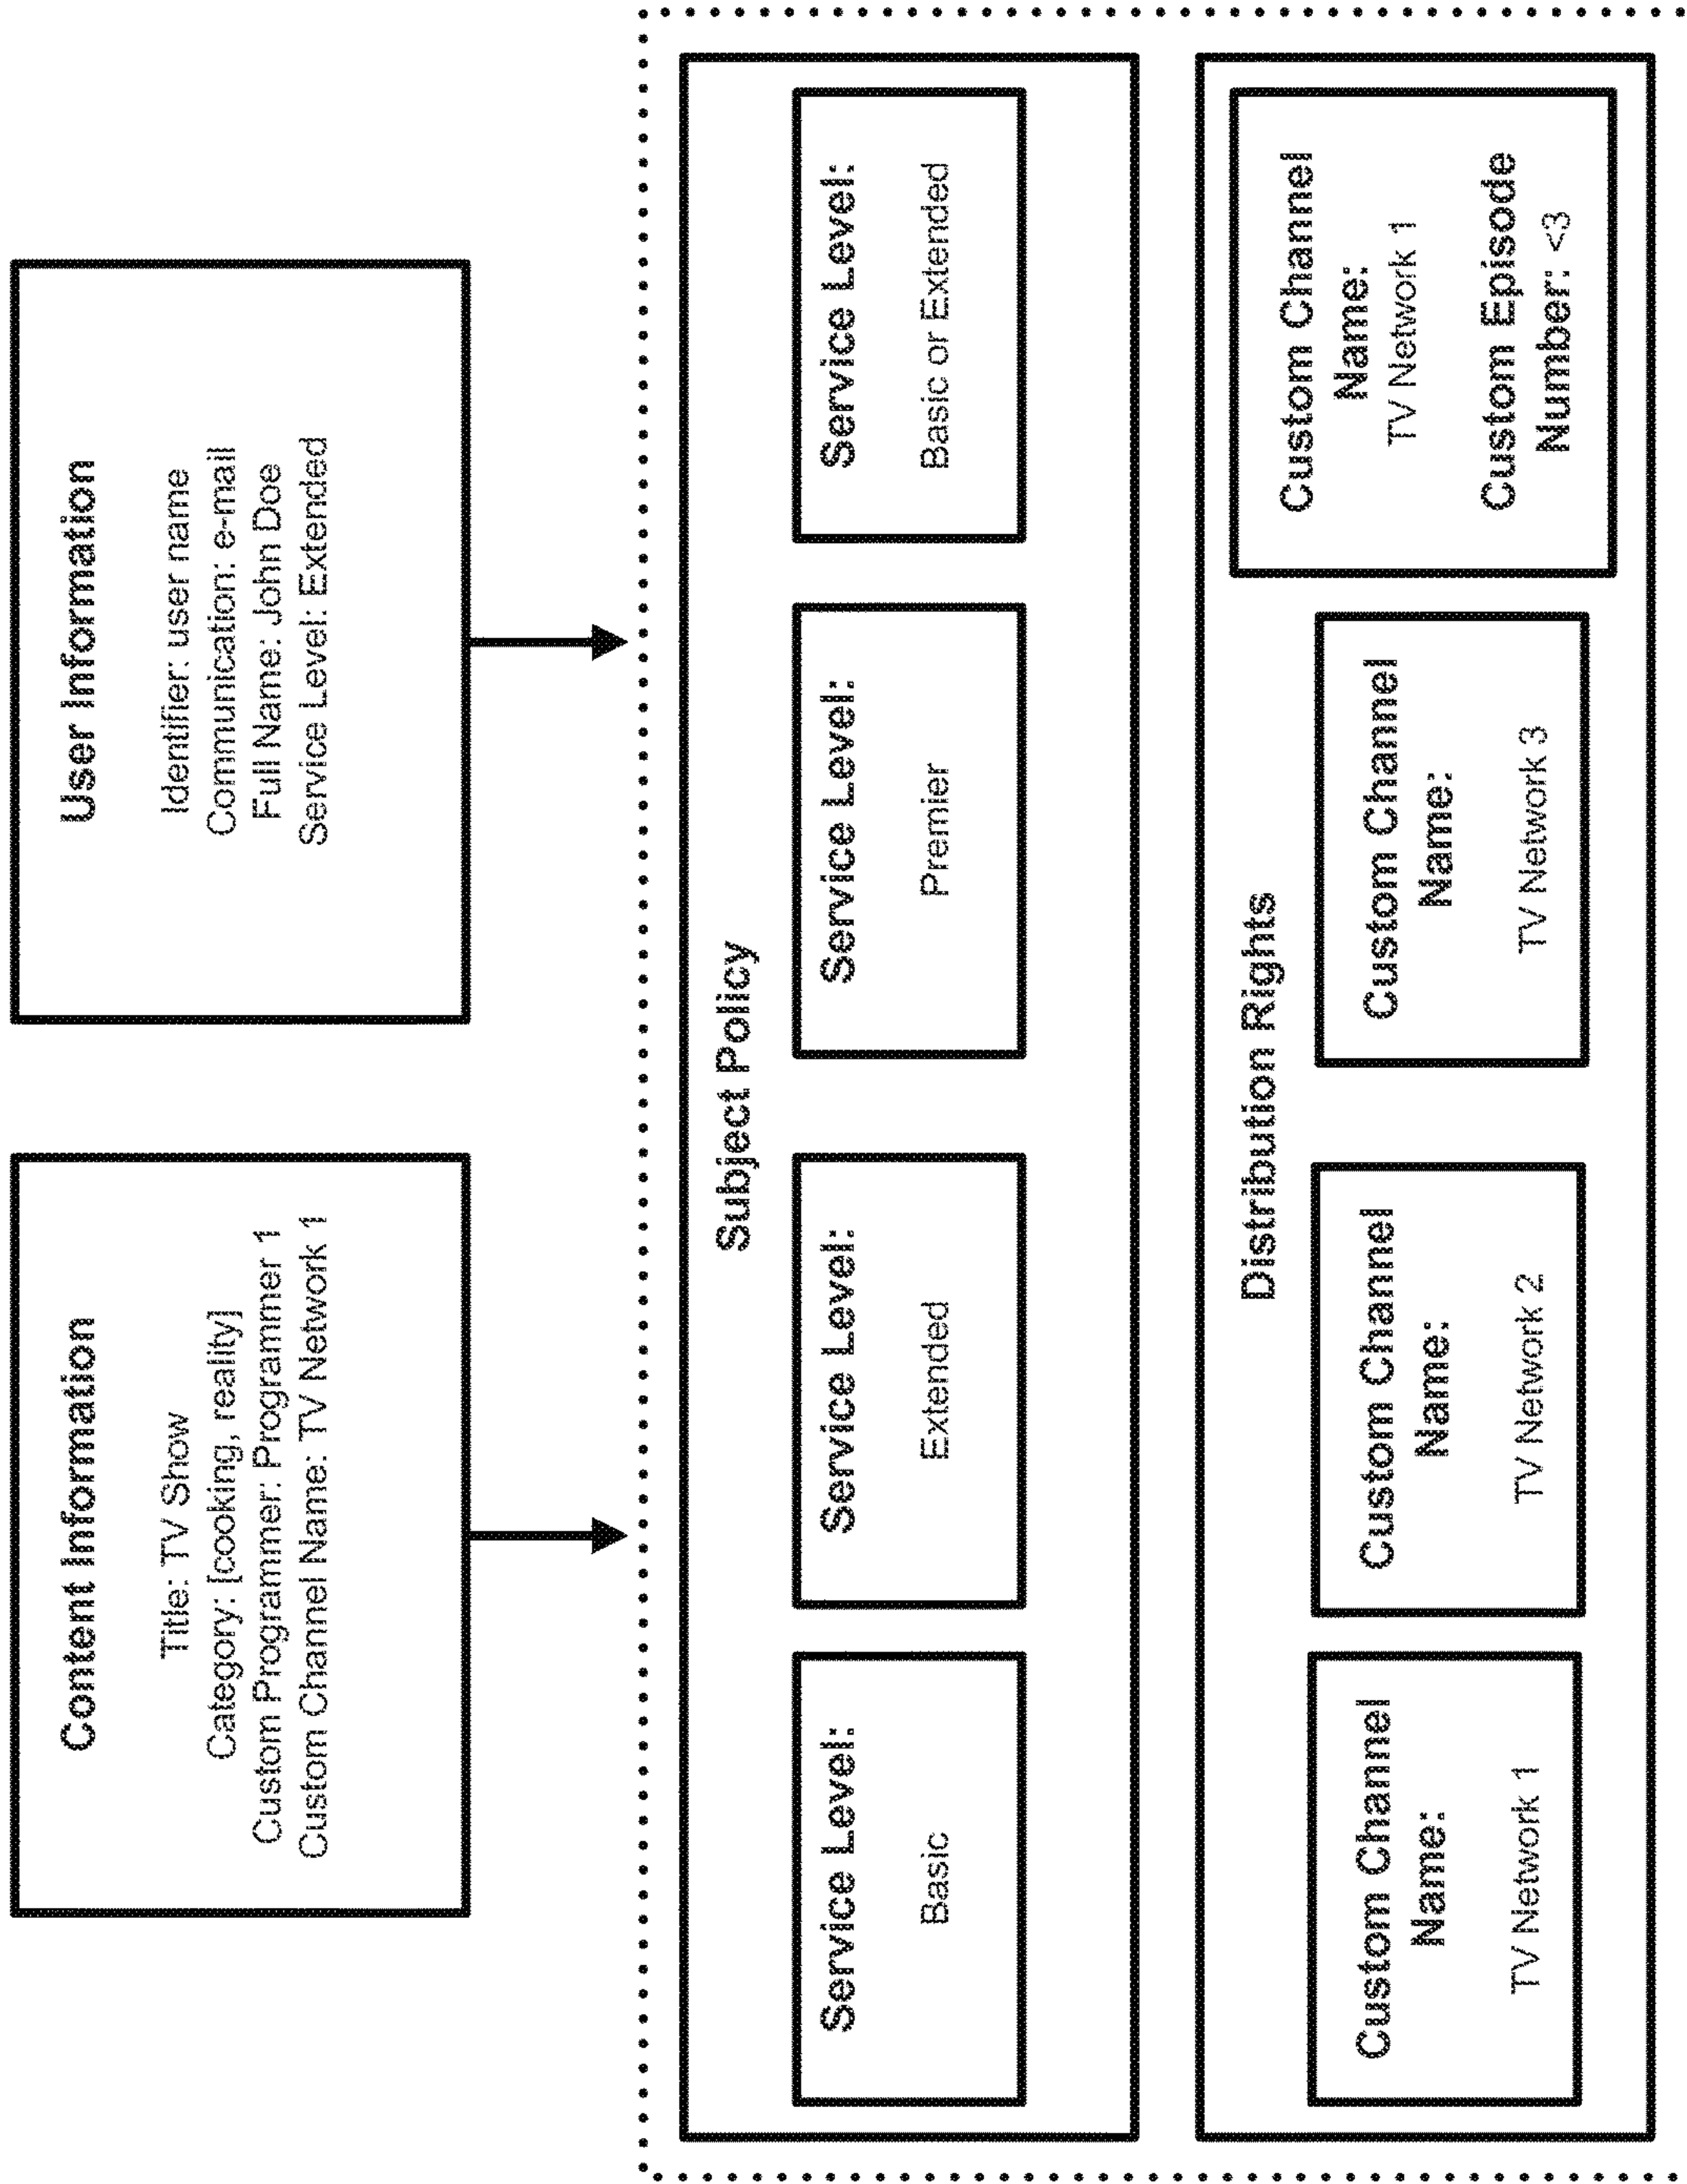 Content Information
Title: TV Show
Category: [cooking, reality]
Custom Programmer: Programmer 1
Custom Channel Name: TV Network 1
User Information
Identifier: user name
Communication: e-mail
Full Name: John Doe
Service Level: Extended
Subject Policy
Service Level:
Basic
Service Level:
Extended
Service Level:
Premier
Service Level:
Basic or Extended
Distribution Rights
Custom Channel
Name:
TV Network 1
Custom Channel
Name:
TV Network 2
Custom Channel
Name:
TV Network 3
Custom Channel
Name:
TV Network 1
Custom Episode
Number: <3